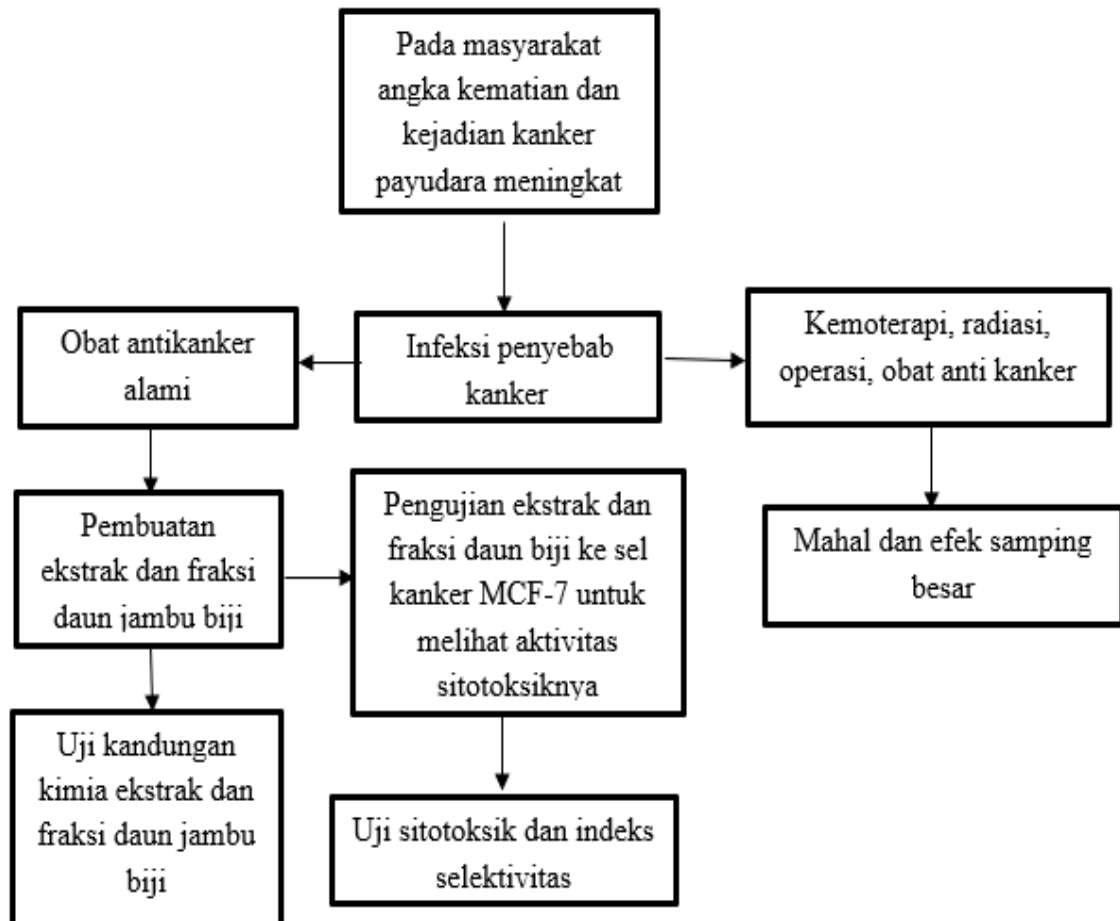 Pada masyarakat
angka kematian dan
kejadian kanker
payudara meningkat
Obat antikanker
alami
Infeksi penyebab
kanker
Kemoterapi, radiasi,
operasi, obat anti kanker
Pembuatan
ekstrak dan fraksi
daun jambu biji
Pengujian ekstrak dan
fraksi daun biji ke sel
kanker MCF-7 untuk
melihat aktivitas
sitotoksiknya
Mahal dan efek samping
besar
Uji kandungan
kimia ekstrak dan
fraksi daun jambu
biji
Uji sitotoksik dan indeks
selektivitas